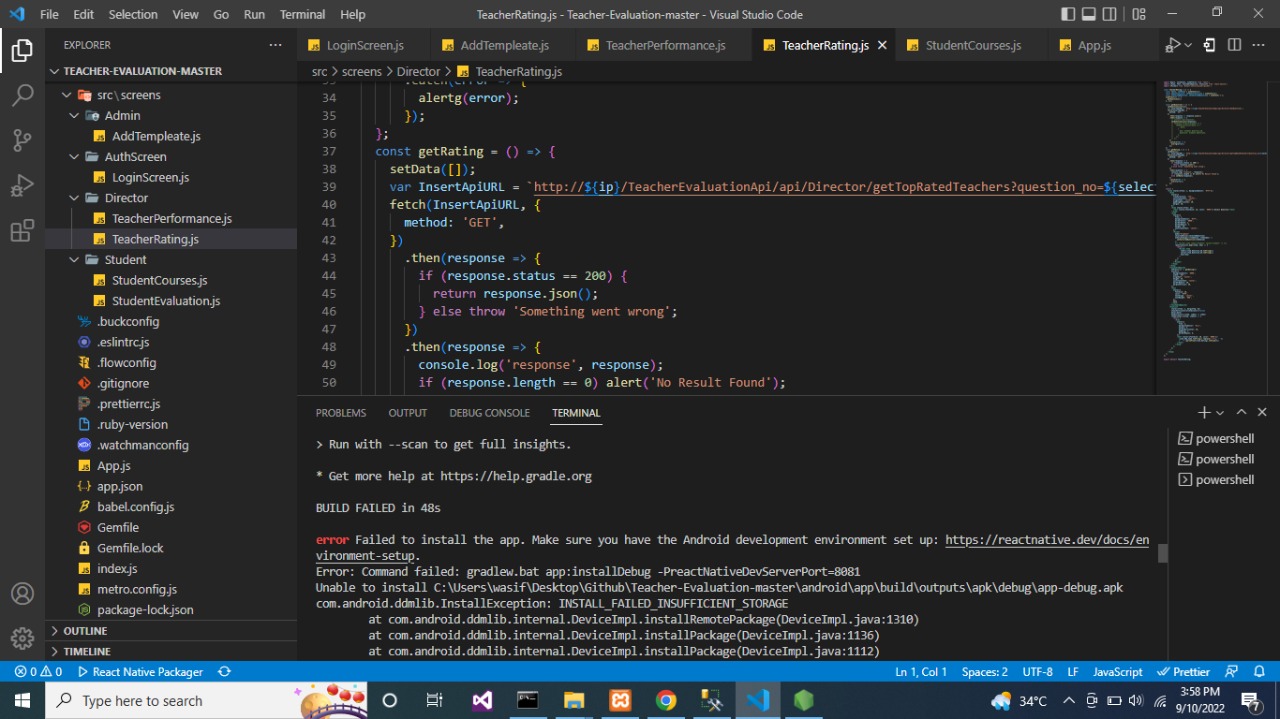 File Edit Selection View Go Run Terminal Help TeacherRating.js - Teacher-Evaluation-master - Visual Studio Code
EXPLORER
TEACHER-EVALUATION-MASTER
src\screens
Admin
AddTempleate.js
AuthScreen
LoginScreen.js
Director
TeacherPerformance.js
TeacherRating.js
Student
StudentCourses.js
StudentEvaluation.js
.buckconfig
.eslintrc.js
.flowconfig
.gitignore
.prettierrc.js
.ruby-version
.watchmanconfig
App.js
app.json
babel.config.js
Gemfile
Gemfile.lock
index.js
metro.config.js
package-lock.json
OUTLINE
TIMELINE
LoginScreen.js AddTempleate.js TeacherPerformance.js TeacherRating.js StudentCourses.js App.js
src > screens > Director > TeacherRating.js
33 .catch(error => {
34 alertg(error);
35 });
36 };
37 const getRating = () => {
38 setData([]);
39 var InsertApiURL = `http://${ip}/TeacherEvaluationApi/api/Director/getTopRatedTeachers?question_no=${select
40 fetch(InsertApiURL, {
41 method: 'GET',
42 })
43 .then(response => {
44 if (response.status == 200) {
45 return response.json();
46 } else throw 'Something went wrong';
47 })
48 .then(response => {
49 console.log('response', response);
50 if (response.length == 0) alert('No Result Found');
PROBLEMS OUTPUT DEBUG CONSOLE TERMINAL
> Run with --scan to get full insights.
* Get more help at https://help.gradle.org
BUILD FAILED in 48s
error Failed to install the app. Make sure you have the Android development environment set up: https://reactnative.dev/docs/en
vironment-setup.
Error: Command failed: gradlew.bat app:installDebug -PreactNativeDevServerPort=8081
Unable to install C:\Users\wasif\Desktop\Github\Teacher-Evaluation-master\android\app\build\outputs\apk\debug\app-debug.apk
com.android.ddmlib.InstallException: INSTALL_FAILED_INSUFFICIENT_STORAGE
at com.android.ddmlib.internal.DeviceImpl.installRemotePackage(DeviceImpl.java:1310)
at com.android.ddmlib.internal.DeviceImpl.installPackage(DeviceImpl.java:1136)
at com.android.ddmlib.internal.DeviceImpl.installPackage(DeviceImpl.java:1112)
powershell
powershell
powershell
0 0 React Native Packager Ln 1, Col 1 Spaces: 2 UTF-8 LF JavaScript Prettier
Type here to search
34°C
3:58 PM
9/10/2022
7